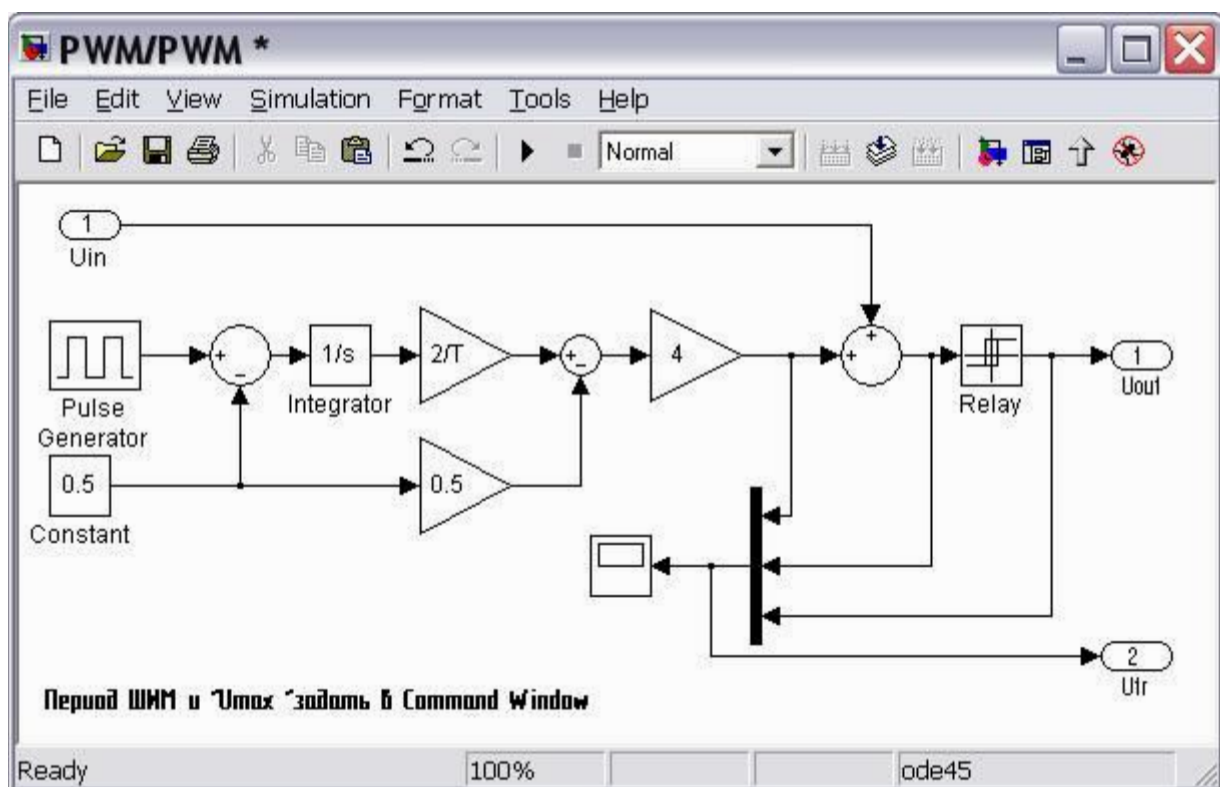 PWM/PWM *
File Edit View Simulation Format Tools Help
Normal
1
Uin
Pulse
Generator
1/s
Integrator
2/T
4
Relay
1
Uout
0.5
Constant
0.5
2
Utr
Период ШИМ и "Umax "задать в Command Window
Ready 100% ode45